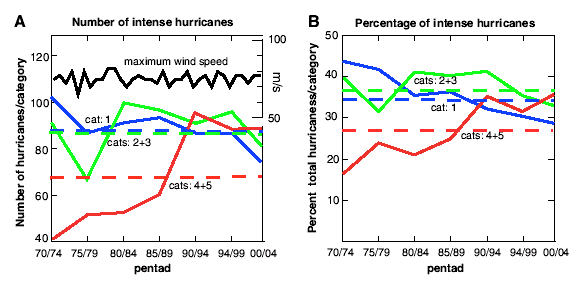 A
Number of intense hurricanes
Number of hurricanes/category
120
100
80
60
40
100
50
m/s
maximum wind speed
cat: 1
cats: 2+3
cats: 4+5
70/74 75/79 80/84 85/89 90/94 94/99 00/04
pentad
B
Percentage of intense hurricanes
Percent total hurricaness/category
50
40
30
20
10
cats: 2+3
cat: 1
cats: 4+5
70/74 75/79 80/84 85/89 90/94 94/99 00/04
pentad